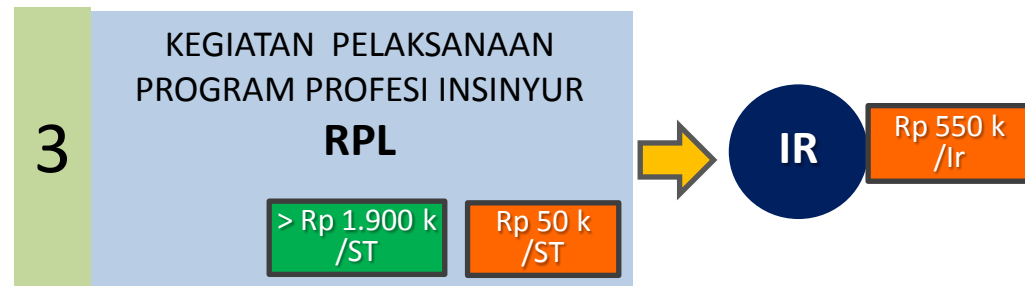 3
KEGIATAN PELAKSANAAN
PROGRAM PROFESI INSINYUR
RPL
> Rp 1.900 k
/ST
Rp 50 k
/ST
IR
Rp 550 k
/Ir